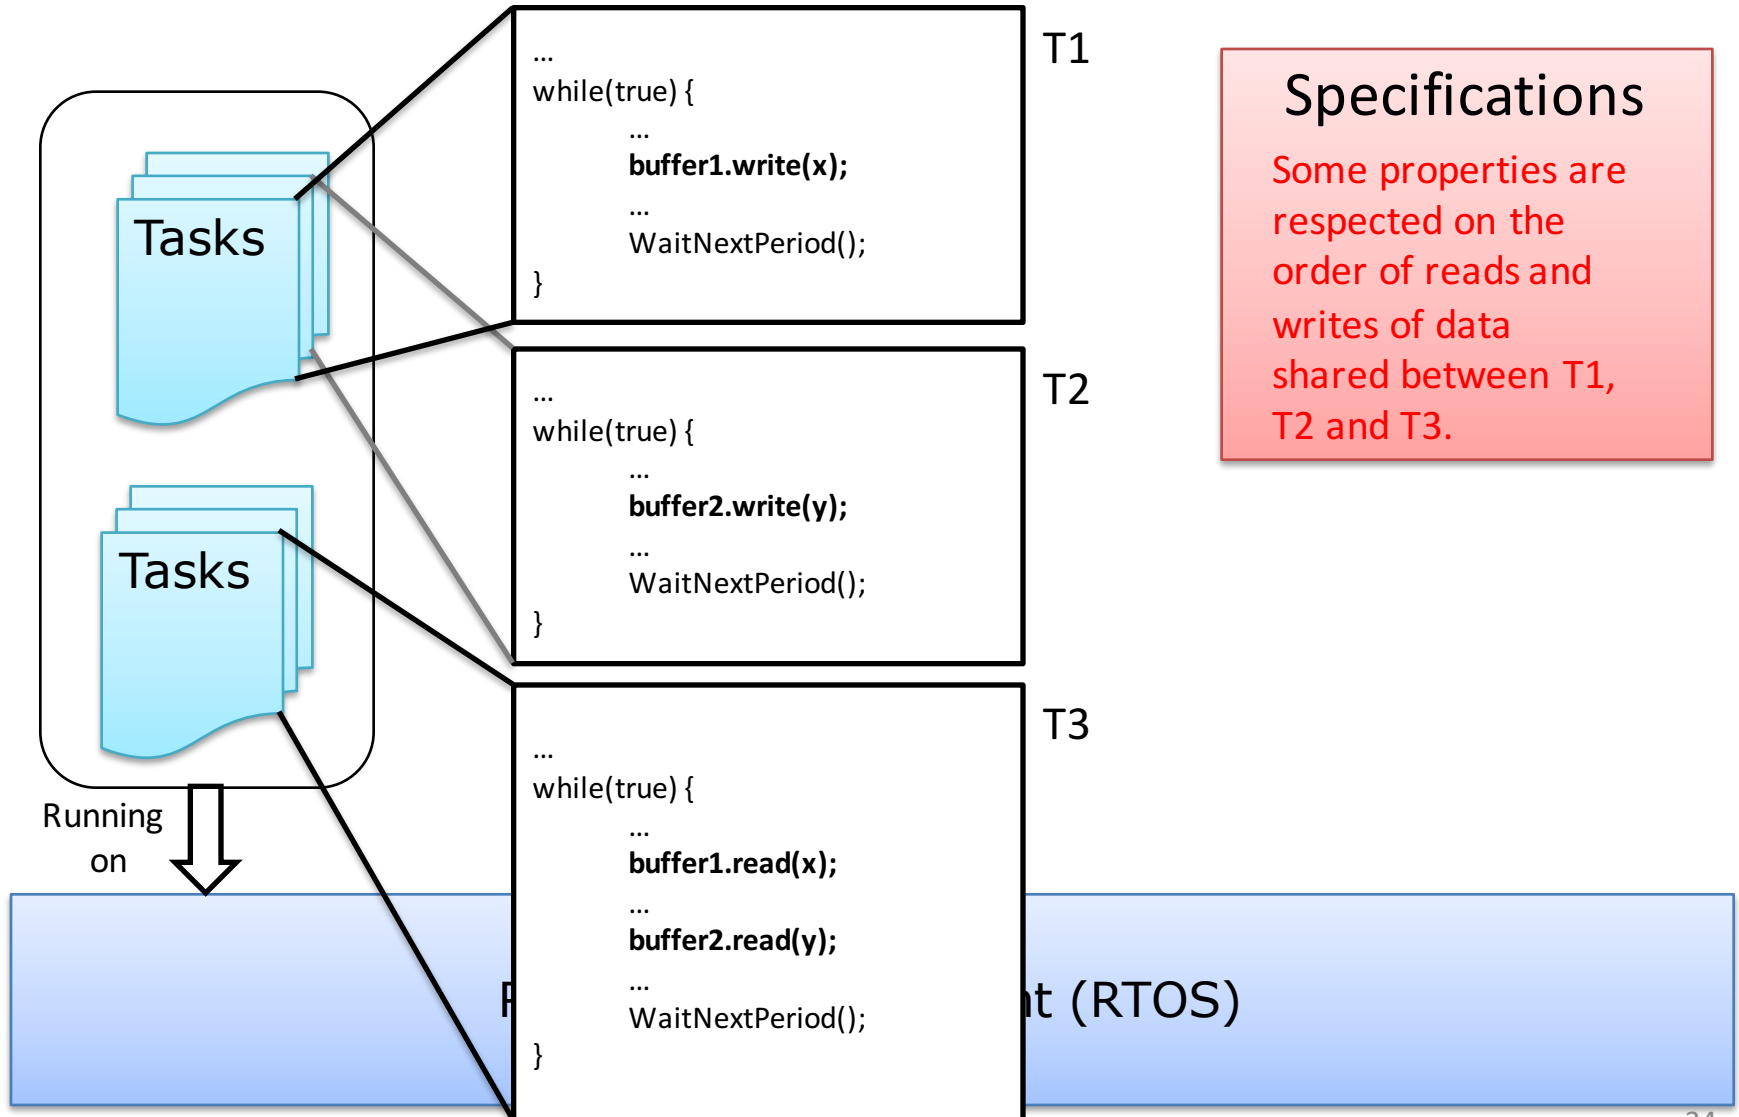 T1
...
while(true) {
...
buffer1.write(x);
...
WaitNextPeriod();
}
Specifications
Some properties are
respected on the
order of reads and
writes of data
shared between T1,
T2 and T3.
Tasks
T2
...
while(true) {
...
buffer2.write(y);
...
WaitNextPeriod();
}
Tasks
T3
...
while(true) {
...
buffer1.read(x);
...
buffer2.read(y);
...
WaitNextPeriod();
}
Running
on
(RTOS)